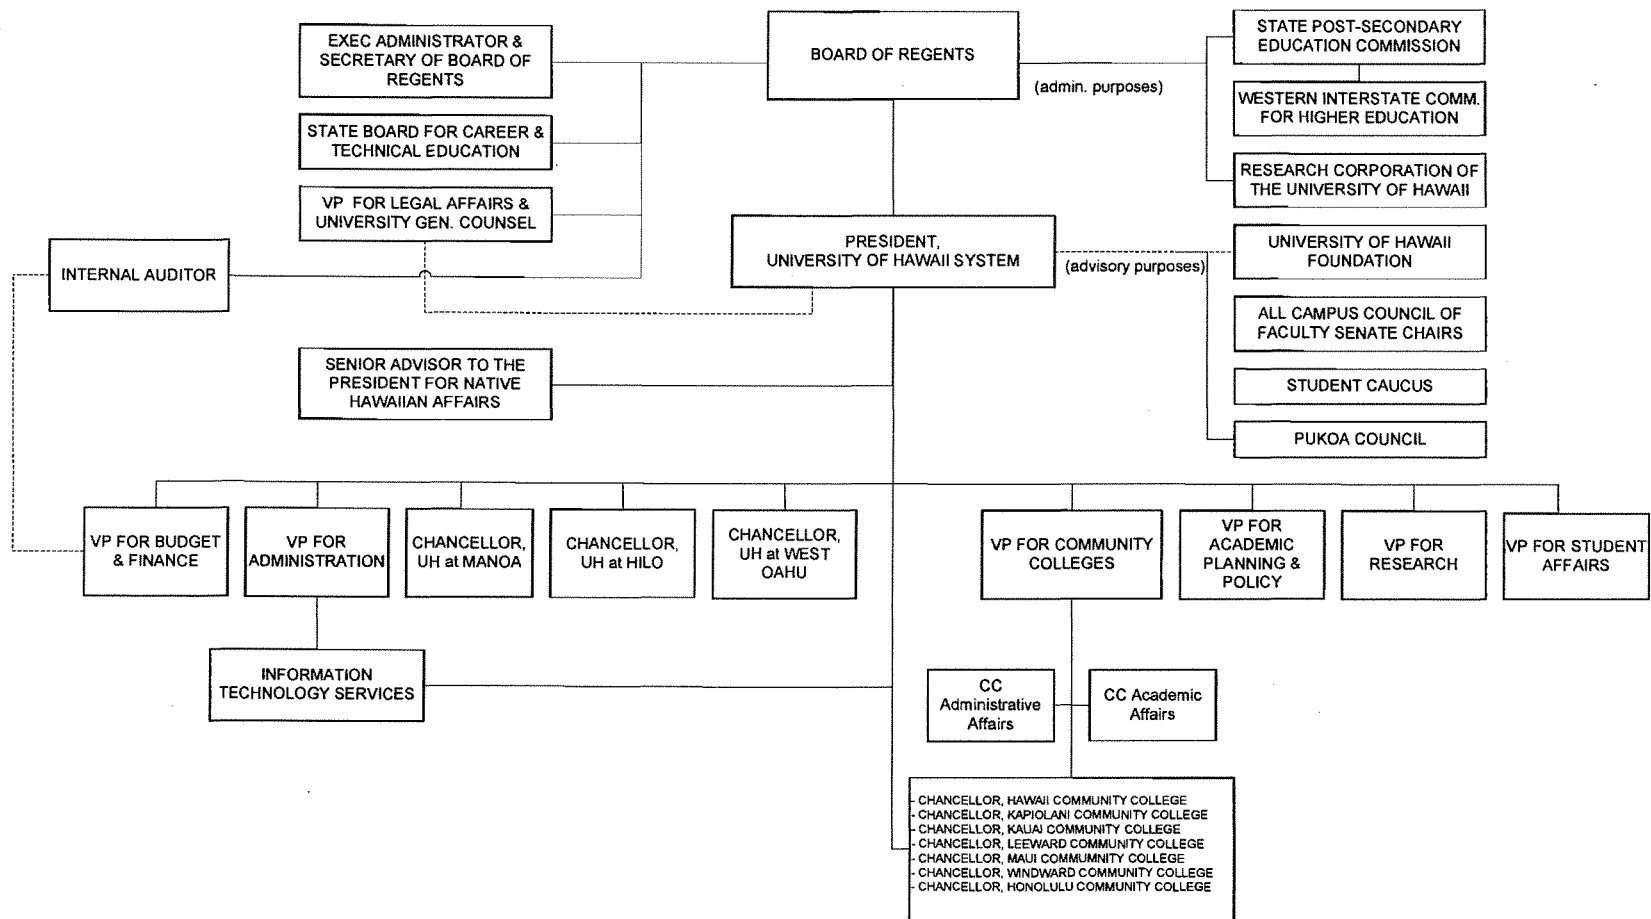 EXEC ADMINISTRATOR &
SECRETARY OF BOARD OF
REGENTS
BOARD OF REGENTS
(admin. purposes)
STATE POST-SECONDARY
EDUCATION COMMISSION
WESTERN INTERSTATE COMM.
FOR HIGHER EDUCATION
STATE BOARD FOR CAREER &
TECHNICAL EDUCATION
RESEARCH CORPORATION OF
THE UNIVERSITY OF HAWAII
VP FOR LEGAL AFFAIRS &
UNIVERSITY GEN. COUNSEL
INTERNAL AUDITOR
PRESIDENT,
UNIVERSITY OF HAWAII SYSTEM
(advisory purposes)
UNIVERSITY OF HAWAII
FOUNDATION
ALL CAMPUS COUNCIL OF
FACULTY SENATE CHAIRS
SENIOR ADVISOR TO THE
PRESIDENT FOR NATIVE
HAWAIIAN AFFAIRS
STUDENT CAUCUS
PUKOA COUNCIL
VP FOR BUDGET
& FINANCE
VP FOR
ADMINISTRATION
CHANCELLOR,
UH at MANOA
CHANCELLOR,
UH at HILO
CHANCELLOR,
UH at WEST
OAHU
VP FOR COMMUNITY
COLLEGES
VP FOR
ACADEMIC
PLANNING &
POLICY
VP FOR
RESEARCH
VP FOR STUDENT
AFFAIRS
INFORMATION
TECHNOLOGY SERVICES
CC
Administrative
Affairs
CC Academic
Affairs
- CHANCELLOR, HAWAII COMMUNITY COLLEGE
- CHANCELLOR, KAPIOLANI COMMUNITY COLLEGE
- CHANCELLOR, KAUAI COMMUNITY COLLEGE
- CHANCELLOR, LEEWARD COMMUNITY COLLEGE
- CHANCELLOR, MAUI COMMUMNITY COLLEGE
- CHANCELLOR, WINDWARD COMMUNITY COLLEGE
- CHANCELLOR, HONOLULU COMMUNITY COLLEGE